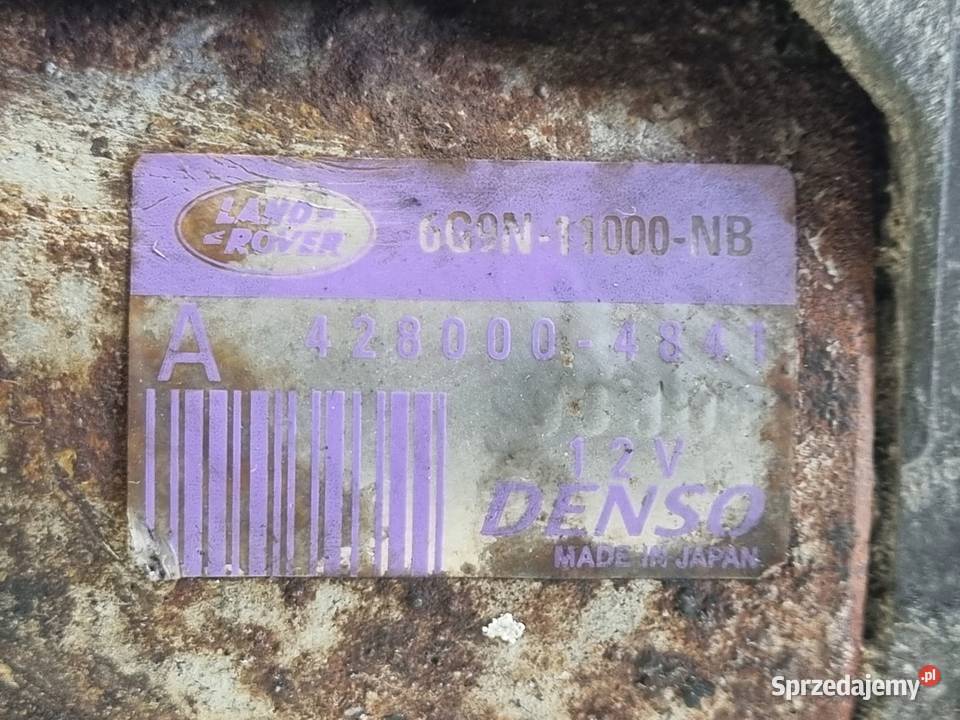 LAND-
ROVER
6G9N-11000-NB
A 428000-4841
12V
DENSO
MADE IN JAPAN
Sprzedajemy.pl